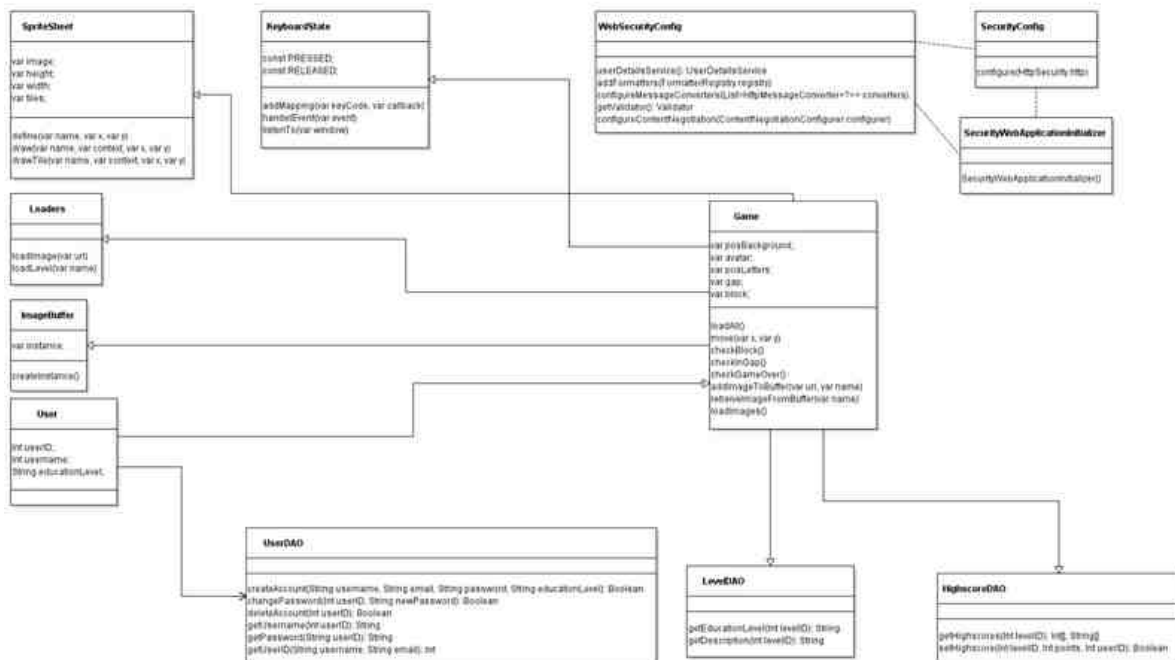 SpriteSheet
var image;
var height;
var width;
var tiles;
define(var name, var x, var y)
draw(var name, var context, var x, var y)
drawTile(var name, var context, var x, var y)
KeyboardState
const PRESSED;
const RELEASED;
addMapping(var keyCode, var callback)
handelEvent(var event)
listenTo(var window)
WebSecurityConfig
userDetailsService(): UserDetailsService
addFormatters(FormatterRegistry registry)
configureMessageConverters(List<HttpMessageConverter<?>> converters)
getValidator(): Validator
configureContentNegotiation(ContentNegotiationConfigurer configurer)
SecurityConfig
configure(HttpSecurity http)
SecurityWebApplicationInitializer
SecurityWebApplicationInitializer()
Loaders
loadImage(var url)
loadLevel(var name)
Game
var posBackground;
var avatar;
var posLetters;
var gap;
var block;
loadAll()
move(var x, var y)
checkBlock()
checkInGap()
checkGameOver()
addImageToBuffer(var url, var name)
retrieveImageFromBuffer(var name)
loadImages()
ImageBuffer
var instance;
createInstance()
User
Int userID;
Int username;
String educationLevel;
UserDAO
createAccount(String username, String email, String password, String educationLevel): Boolean
changePassword(Int userID, String newPassword): Boolean
deleteAccount(Int userID): Boolean
getUsername(Int userID): String
getPassword(String userID): String
getUserID(String username, String email): Int
LevelDAO
getEducationLevel(Int levelID): String
getDescription(Int levelID): String
HighscoreDAO
getHighscores(Int levelID): Int[], String[]
setHighscore(Int levelID, Int points, Int userID): Boolean